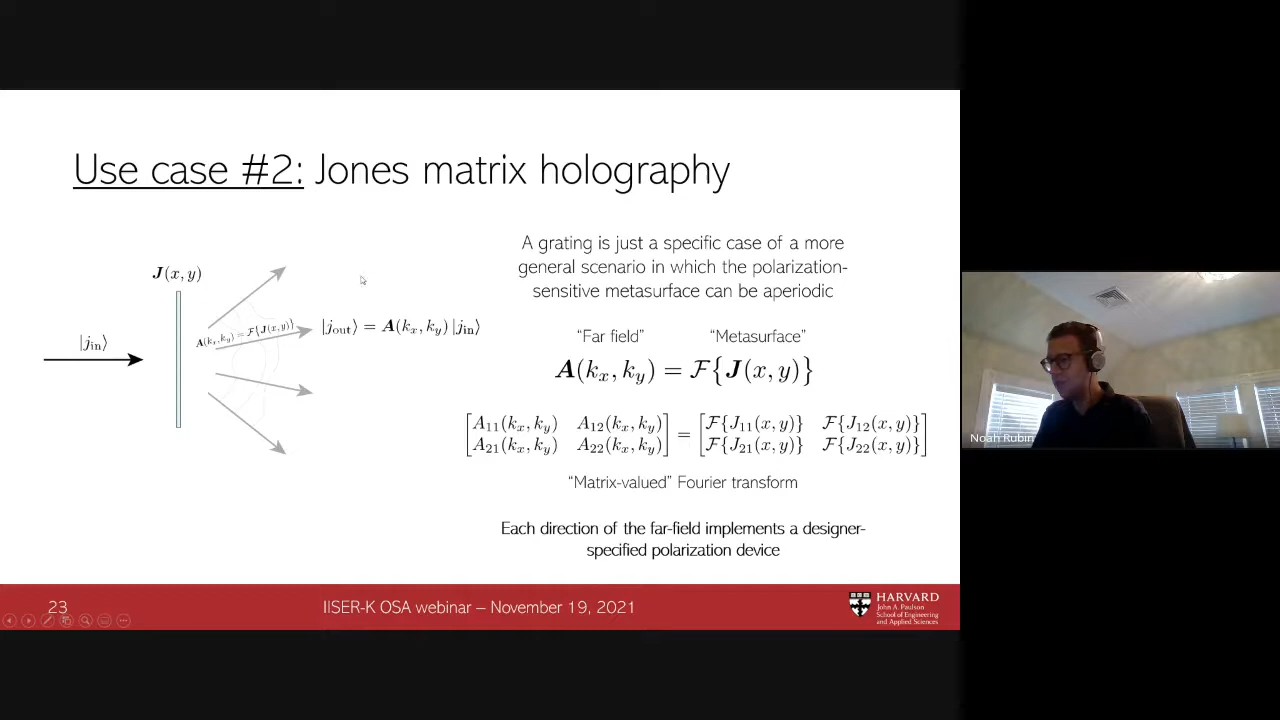 Use case #2: Jones matrix holography
A grating is just a specific case of a more
general scenario in which the polarization-
sensitive metasurface can be aperiodic
J(x, y)
|j_in⟩
A(k_x, k_y) = F{J(x, y)}
|j_out⟩ = A(k_x, k_y) |j_in⟩
“Far field” “Metasurface”
A(k_x, k_y) = ℱ{J(x, y)}
[A_11(k_x, k_y) A_12(k_x, k_y)] = [ℱ{J_11(x, y)} ℱ{J_12(x, y)}]
[A_21(k_x, k_y) A_22(k_x, k_y)] [ℱ{J_21(x, y)} ℱ{J_22(x, y)}]
“Matrix-valued” Fourier transform
Each direction of the far-field implements a designer-
specified polarization device
Noah Rubin
23
IISER-K OSA webinar – November 19, 2021
HARVARD
John A. Paulson
School of Engineering
and Applied Sciences